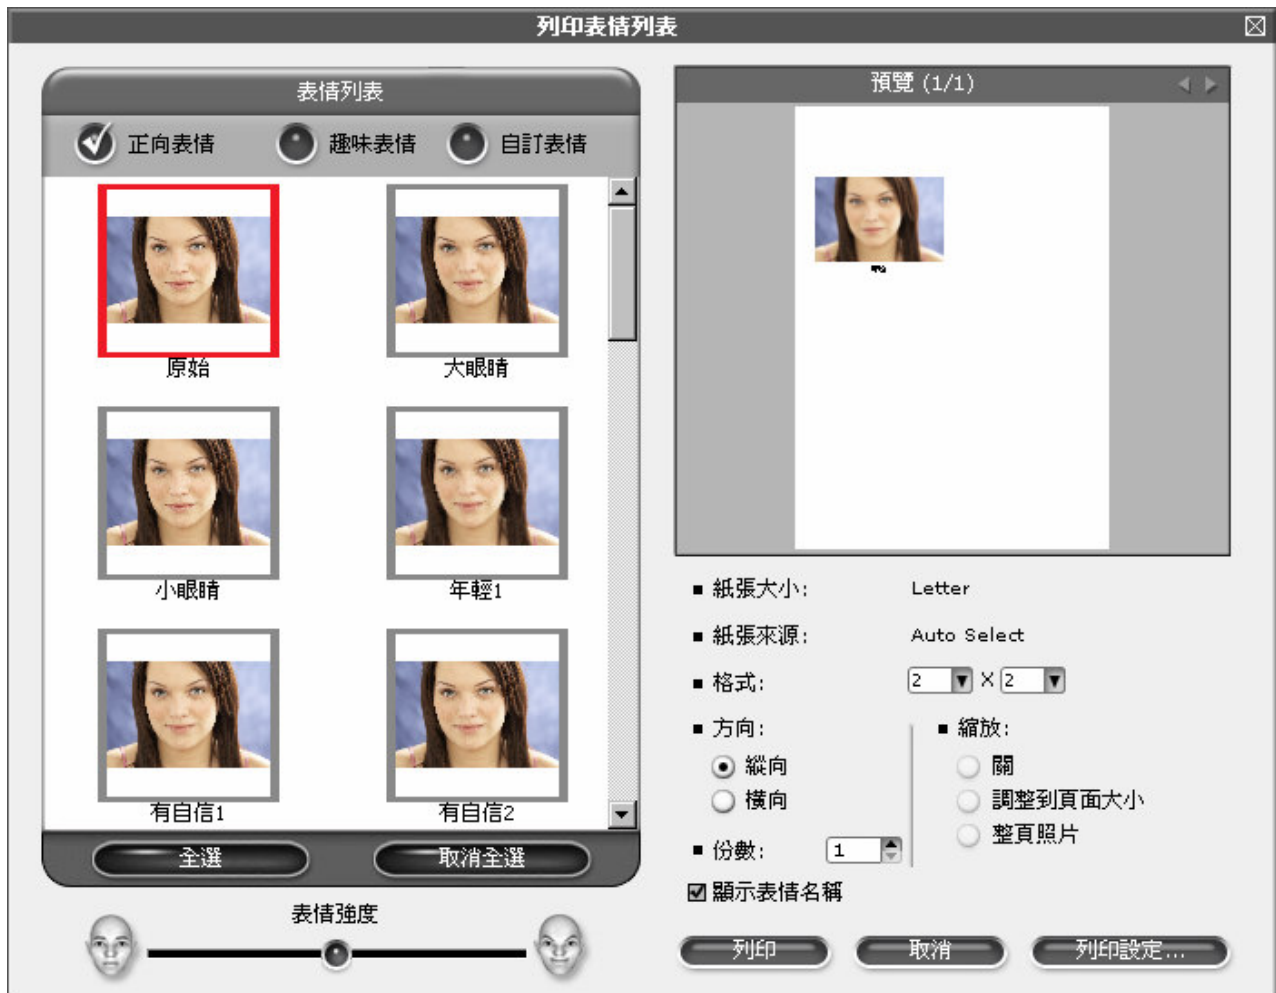 列印表情列表
表情列表
正向表情 趣味表情 自訂表情
原始 大眼睛
小眼睛 年輕1
有自信1 有自信2
全選 取消全選
表情強度
預覽 (1/1)
紙張大小: Letter
紙張來源: Auto Select
格式: 2 X 2
方向:
縱向
橫向
縮放:
關
調整到頁面大小
整頁照片
份數: 1
顯示表情名稱
列印 取消 列印設定...